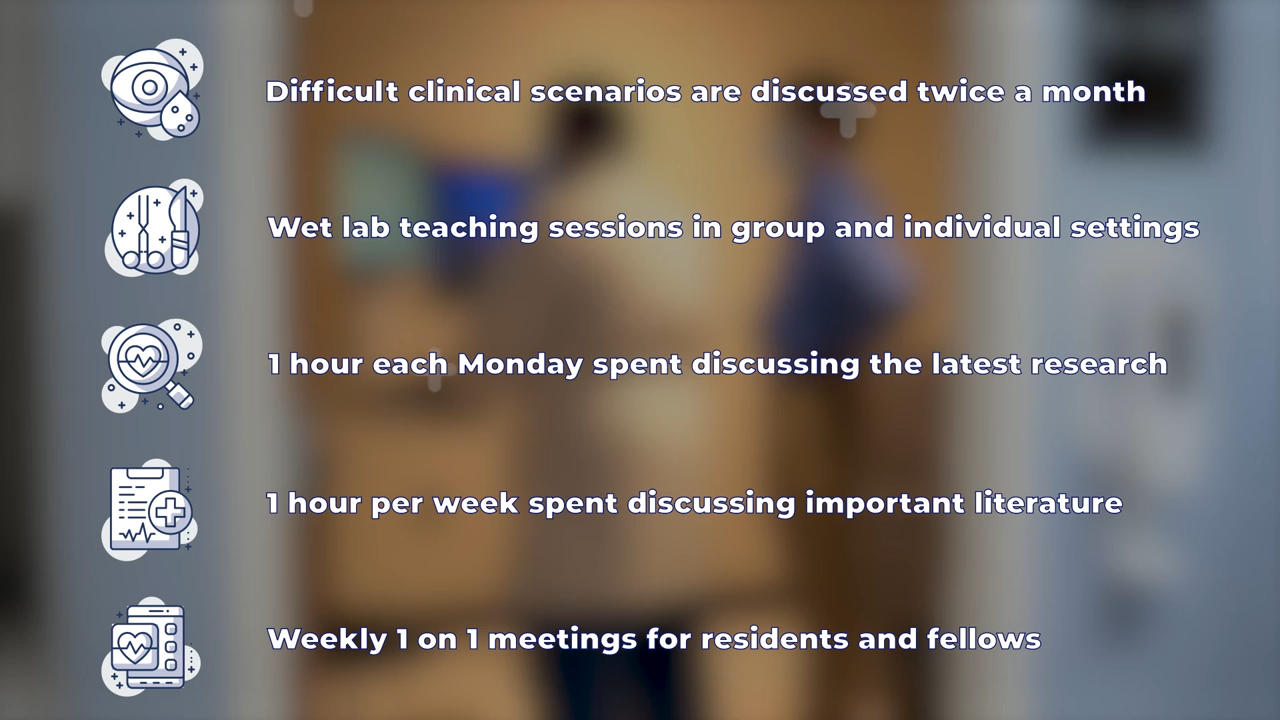 Difficult clinical scenarios are discussed twice a month
Wet lab teaching sessions in group and individual settings
1 hour each Monday spent discussing the latest research
1 hour per week spent discussing important literature
Weekly 1 on 1 meetings for residents and fellows